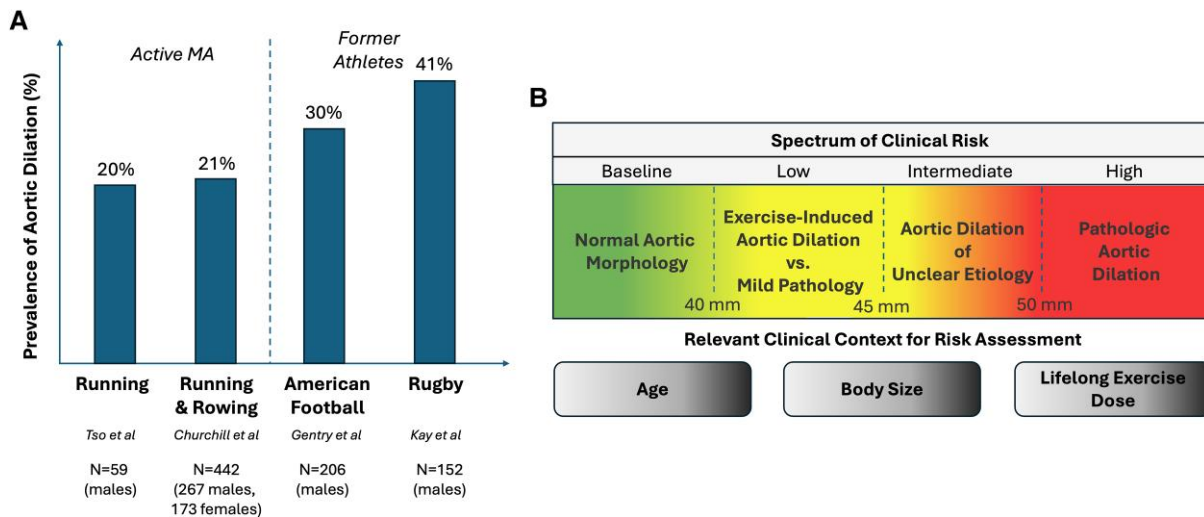 A
Prevalence of Aortic Dilation (%)
Active MA
Former
Athletes
20%
21%
30%
41%
Running
Running
& Rowing
American
Football
Rugby
Tso et al
Churchill et al
Gentry et al
Kay et al
N=59
(males)
N=442
(267 males,
173 females)
N=206
(males)
N=152
(males)
B
Spectrum of Clinical Risk
Baseline
Low
Intermediate
High
Normal Aortic
Morphology
Exercise-Induced
Aortic Dilation
vs.
Mild Pathology
Aortic Dilation
of
Unclear Etiology
Pathologic
Aortic
Dilation
40 mm
45 mm
50 mm
Relevant Clinical Context for Risk Assessment
Age
Body Size
Lifelong Exercise
Dose